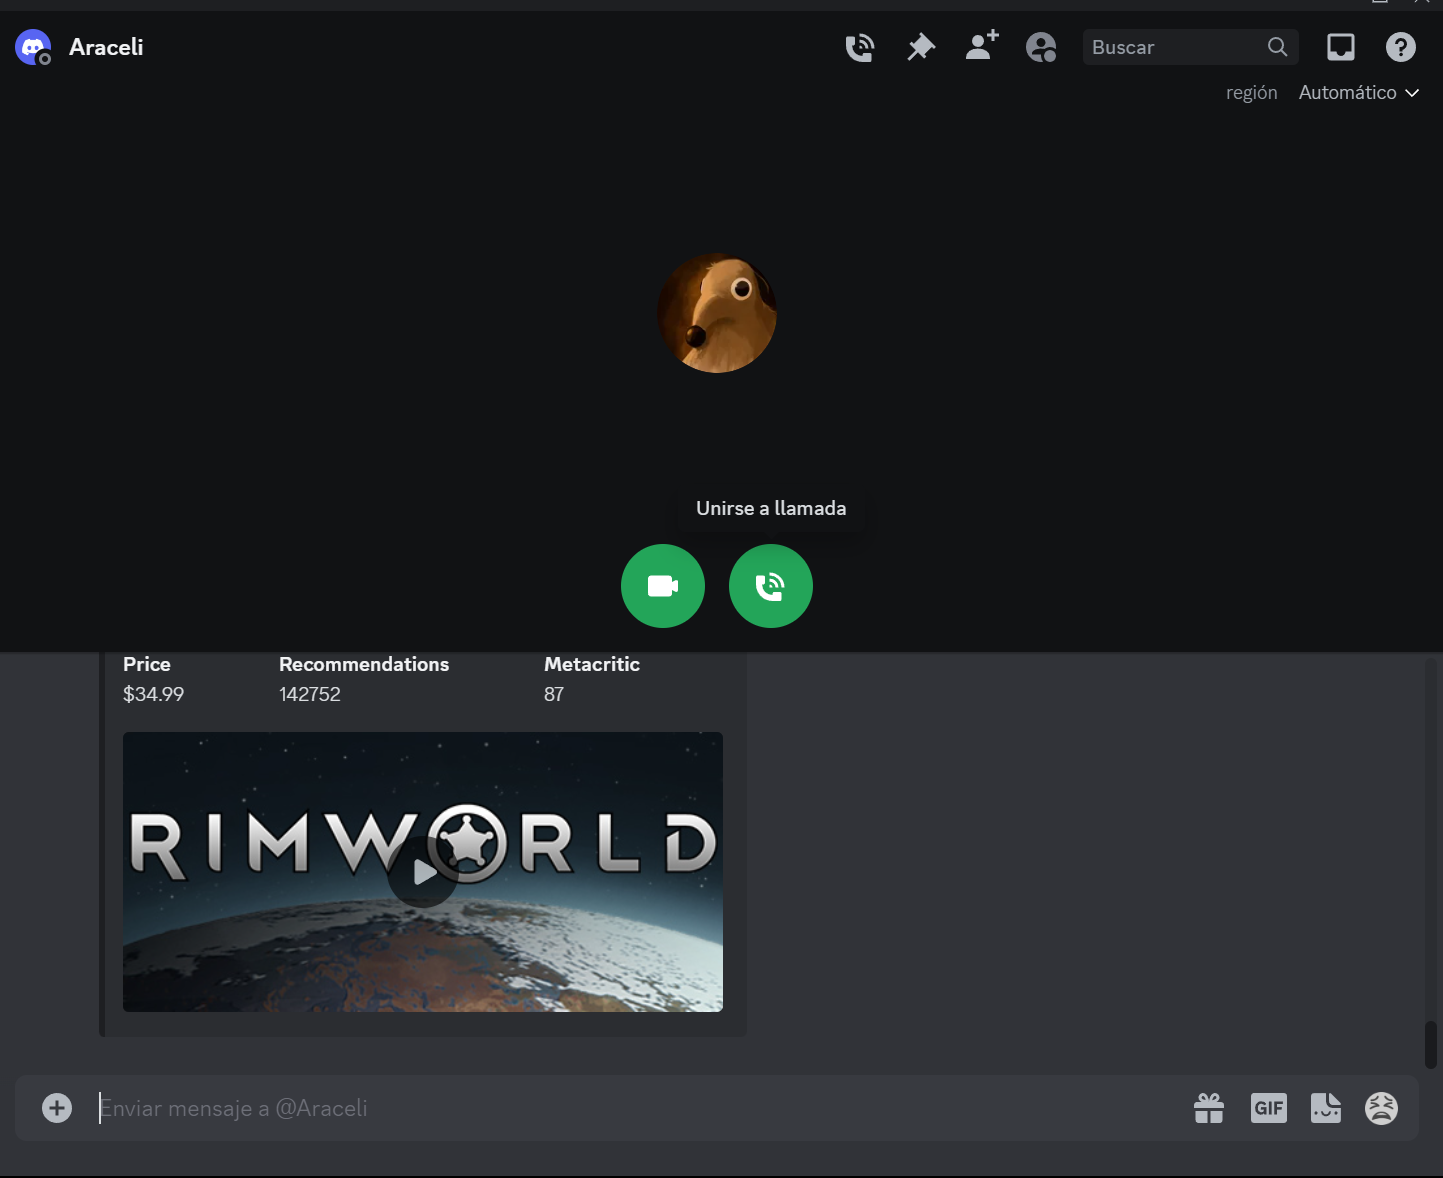 Araceli
Buscar
región Automático
Unirse a llamada
Price Recommendations Metacritic
$34.99 142752 87
RIMWORLD
Enviar mensaje a @Araceli
GIF